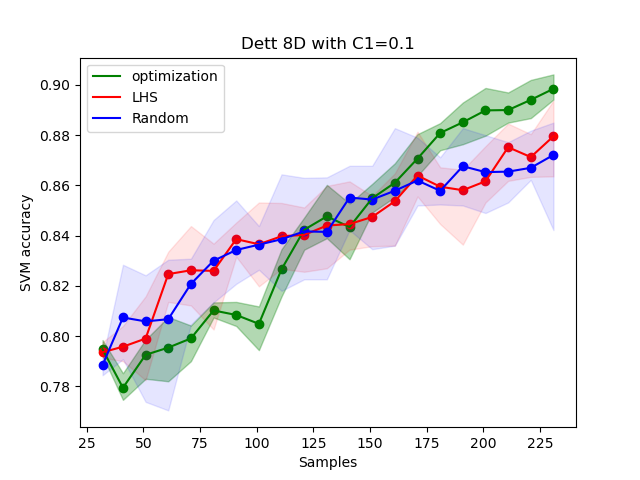 Dett 8D with C1=0.1
optimization
LHS
Random
SVM accuracy
0.90
0.88
0.86
0.84
0.82
0.80
0.78
25 50 75 100 125 150 175 200 225
Samples